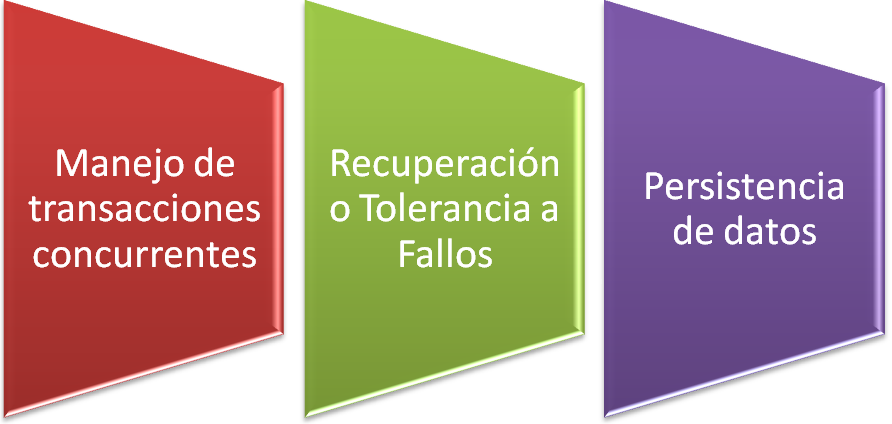 Manejo de
transacciones
concurrentes
Recuperación
o Tolerancia a
Fallos
Persistencia
de datos